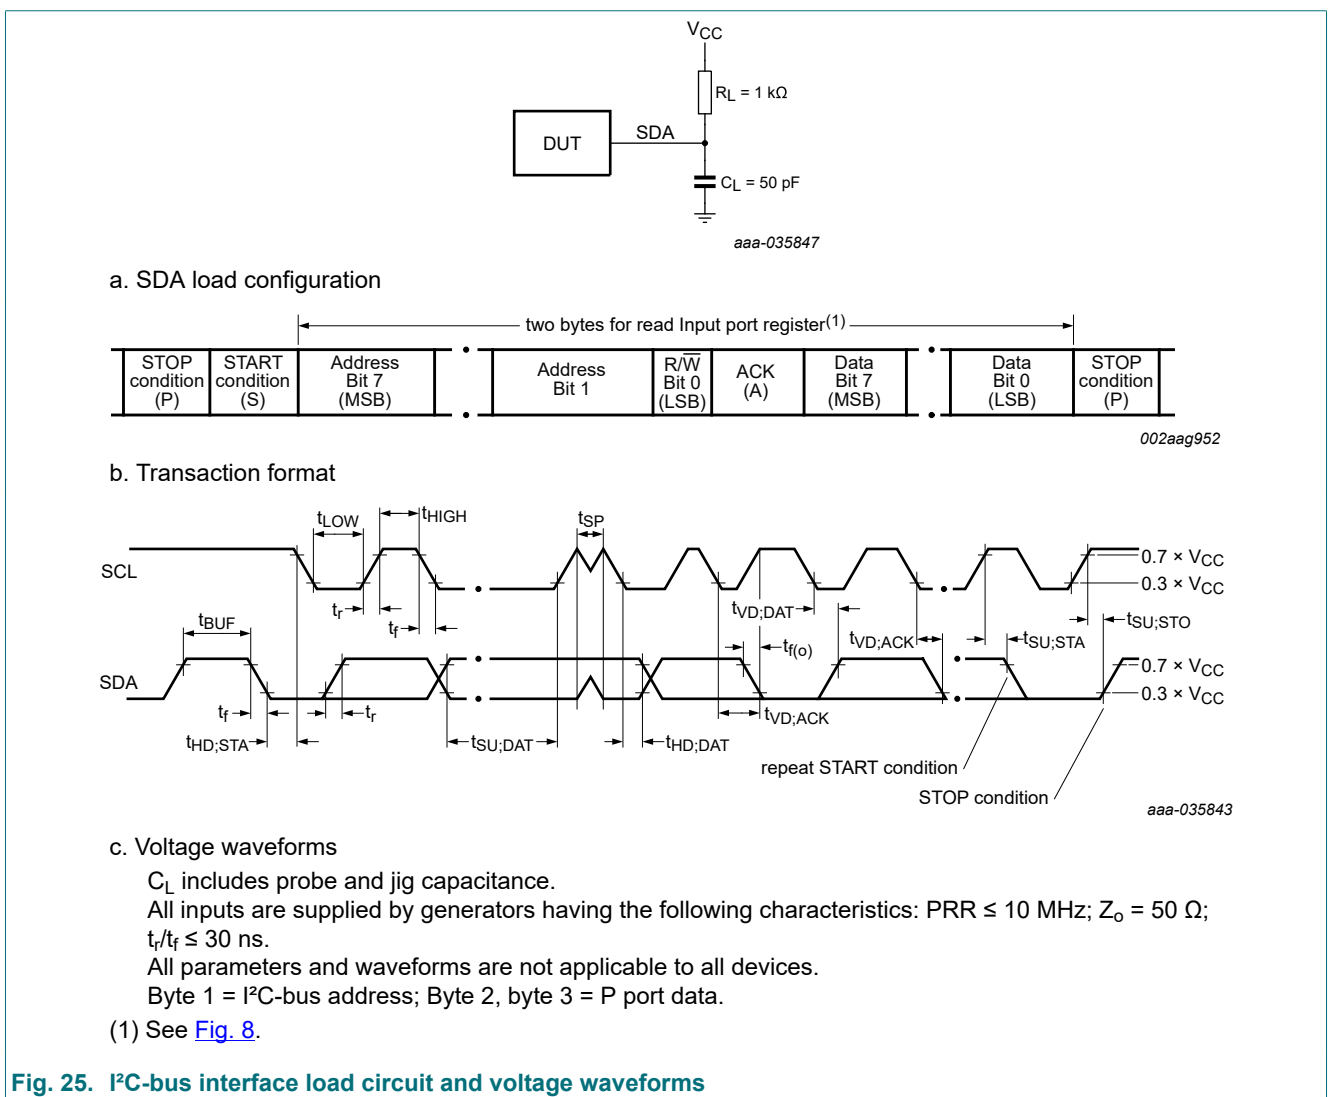 VCC
RL = 1 kΩ
DUT
SDA
CL = 50 pF
aaa-035847
a. SDA load configuration
two bytes for read Input port register(1)
STOP condition (P)
START condition (S)
Address Bit 7 (MSB)
Address Bit 1
R/W̅ Bit 0 (LSB)
ACK (A)
Data Bit 7 (MSB)
Data Bit 0 (LSB)
STOP condition (P)
002aag952
b. Transaction format
tLOW
tHIGH
tSP
SCL
0.7 × VCC
0.3 × VCC
tr
tf
tVD;DAT
tSU;STO
tBUF
tf(o)
tVD;ACK
tSU;STA
SDA
0.7 × VCC
0.3 × VCC
tf
tr
tVD;ACK
tHD;STA
tSU;DAT
tHD;DAT
repeat START condition
STOP condition
aaa-035843
c. Voltage waveforms
CL includes probe and jig capacitance.
All inputs are supplied by generators having the following characteristics: PRR ≤ 10 MHz; Zo = 50 Ω;
tr/tf ≤ 30 ns.
All parameters and waveforms are not applicable to all devices.
Byte 1 = I²C-bus address; Byte 2, byte 3 = P port data.
(1) See Fig. 8.
Fig. 25. I²C-bus interface load circuit and voltage waveforms